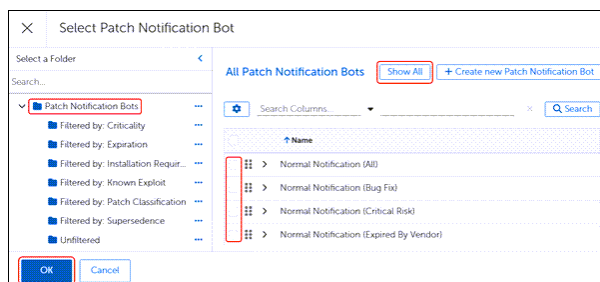 Select Patch Notification Bot
Select a Folder
Search...
Patch Notification Bots
Filtered by: Criticality
Filtered by: Expiration
Filtered by: Installation Requir...
Filtered by: Known Exploit
Filtered by: Patch Classification
Filtered by: Supersedence
Unfiltered
All Patch Notification Bots
Show All
+ Create new Patch Notification Bot
Search Columns...
Search
Name
Normal Notification (All)
Normal Notification (Bug Fix)
Normal Notification (Critical Risk)
Normal Notification (Expired By Vendor)
OK
Cancel